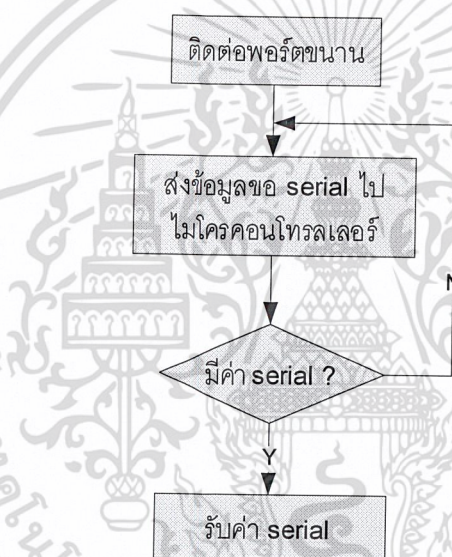 ติดต่อพอร์ตขนาน
ส่งข้อมูลขอ serial ไป
ไมโครคอนโทรลเลอร์
N
มีค่า serial ?
Y
รับค่า serial